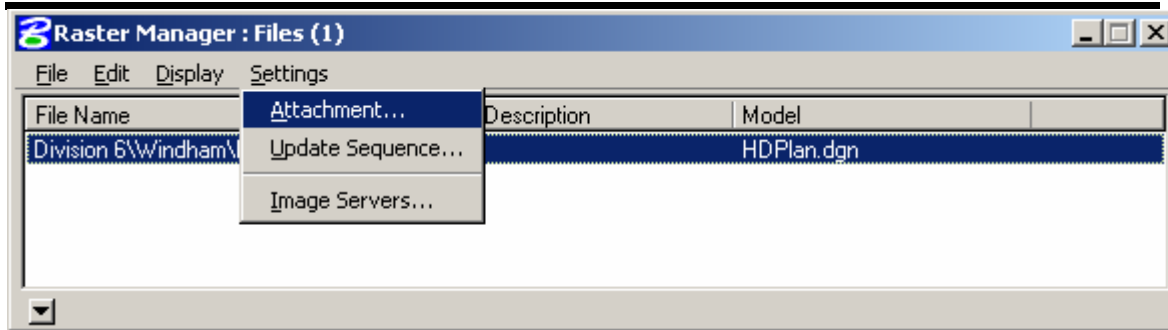 Raster Manager : Files (1)
File Edit Display Settings
File Name Description Model
Division 6\Windham\ HDPlan.dgn
Attachment...
Update Sequence...
Image Servers...